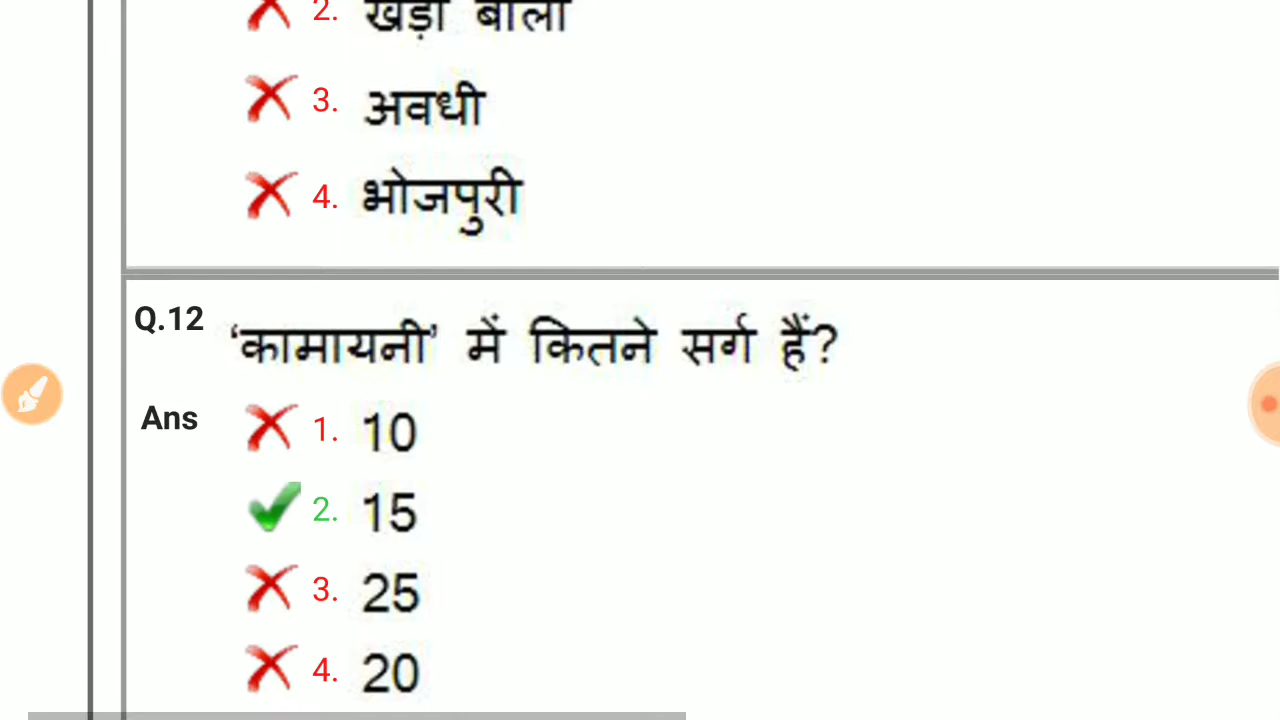 2. खड़ी बोली
3. अवधी
4. भोजपुरी
Q.12 'कामायनी' में कितने सर्ग हैं?
Ans 1. 10
2. 15
3. 25
4. 20